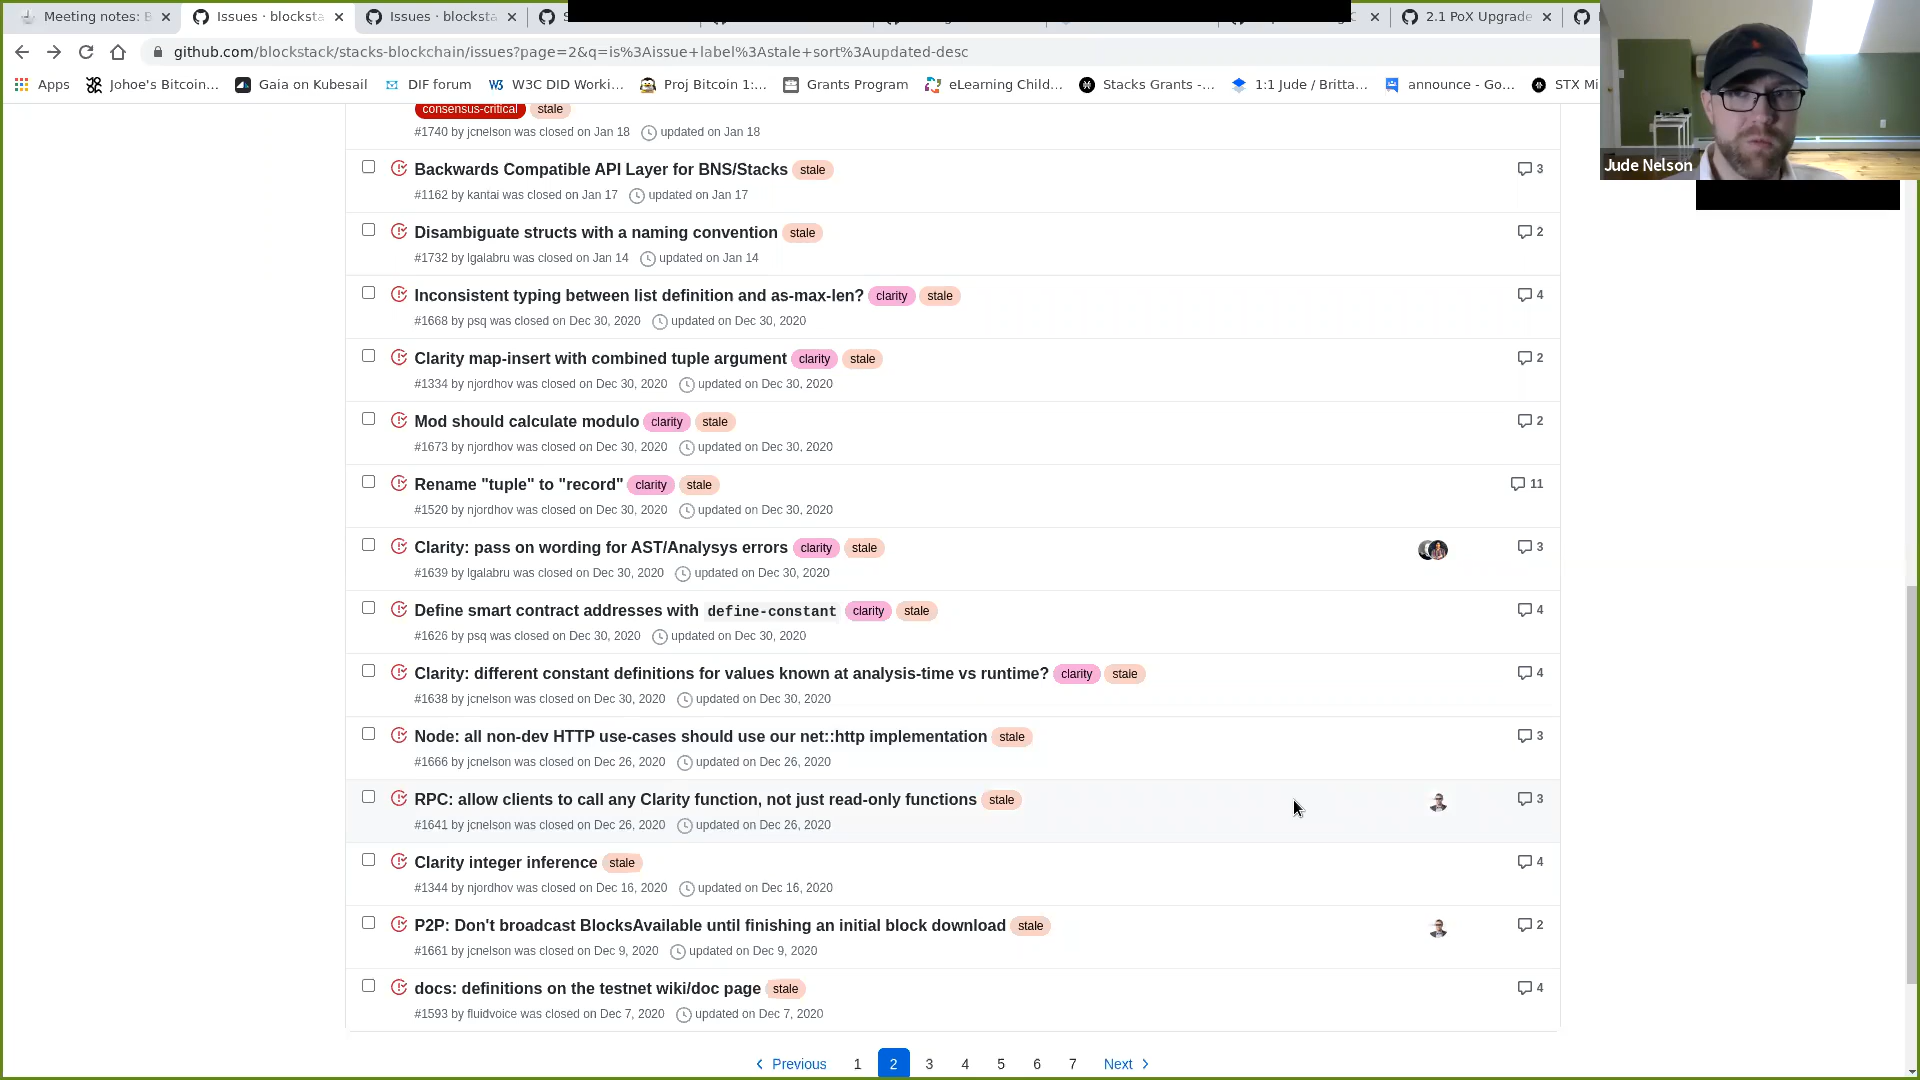 Meeting notes: B
Issues · blocksta
Issues · blocksta
S
2.1 PoX Upgrade
github.com/blockstack/stacks-blockchain/issues?page=2&q=is%3Aissue+label%3Astale+sort%3Aupdated-desc
Apps
Johoe's Bitcoin...
Gaia on Kubesail
DIF forum
W3C DID Worki...
Proj Bitcoin 1:...
Grants Program
eLearning Child...
Stacks Grants -...
1:1 Jude / Britta...
announce - Go...
STX Mi
Jude Nelson
consensus-critical stale
#1740 by jcnelson was closed on Jan 18 updated on Jan 18
Backwards Compatible API Layer for BNS/Stacks stale 3
#1162 by kantai was closed on Jan 17 updated on Jan 17
Disambiguate structs with a naming convention stale 2
#1732 by lgalabru was closed on Jan 14 updated on Jan 14
Inconsistent typing between list definition and as-max-len? clarity stale 4
#1668 by psq was closed on Dec 30, 2020 updated on Dec 30, 2020
Clarity map-insert with combined tuple argument clarity stale 2
#1334 by njordhov was closed on Dec 30, 2020 updated on Dec 30, 2020
Mod should calculate modulo clarity stale 2
#1673 by njordhov was closed on Dec 30, 2020 updated on Dec 30, 2020
Rename "tuple" to "record" clarity stale 11
#1520 by njordhov was closed on Dec 30, 2020 updated on Dec 30, 2020
Clarity: pass on wording for AST/Analysys errors clarity stale 3
#1639 by lgalabru was closed on Dec 30, 2020 updated on Dec 30, 2020
Define smart contract addresses with define-constant clarity stale 4
#1626 by psq was closed on Dec 30, 2020 updated on Dec 30, 2020
Clarity: different constant definitions for values known at analysis-time vs runtime? clarity stale 4
#1638 by jcnelson was closed on Dec 30, 2020 updated on Dec 30, 2020
Node: all non-dev HTTP use-cases should use our net::http implementation stale 3
#1666 by jcnelson was closed on Dec 26, 2020 updated on Dec 26, 2020
RPC: allow clients to call any Clarity function, not just read-only functions stale 3
#1641 by jcnelson was closed on Dec 26, 2020 updated on Dec 26, 2020
Clarity integer inference stale 4
#1344 by njordhov was closed on Dec 16, 2020 updated on Dec 16, 2020
P2P: Don't broadcast BlocksAvailable until finishing an initial block download stale 2
#1661 by jcnelson was closed on Dec 9, 2020 updated on Dec 9, 2020
docs: definitions on the testnet wiki/doc page stale 4
#1593 by fluidvoice was closed on Dec 7, 2020 updated on Dec 7, 2020
Previous 1 2 3 4 5 6 7 Next